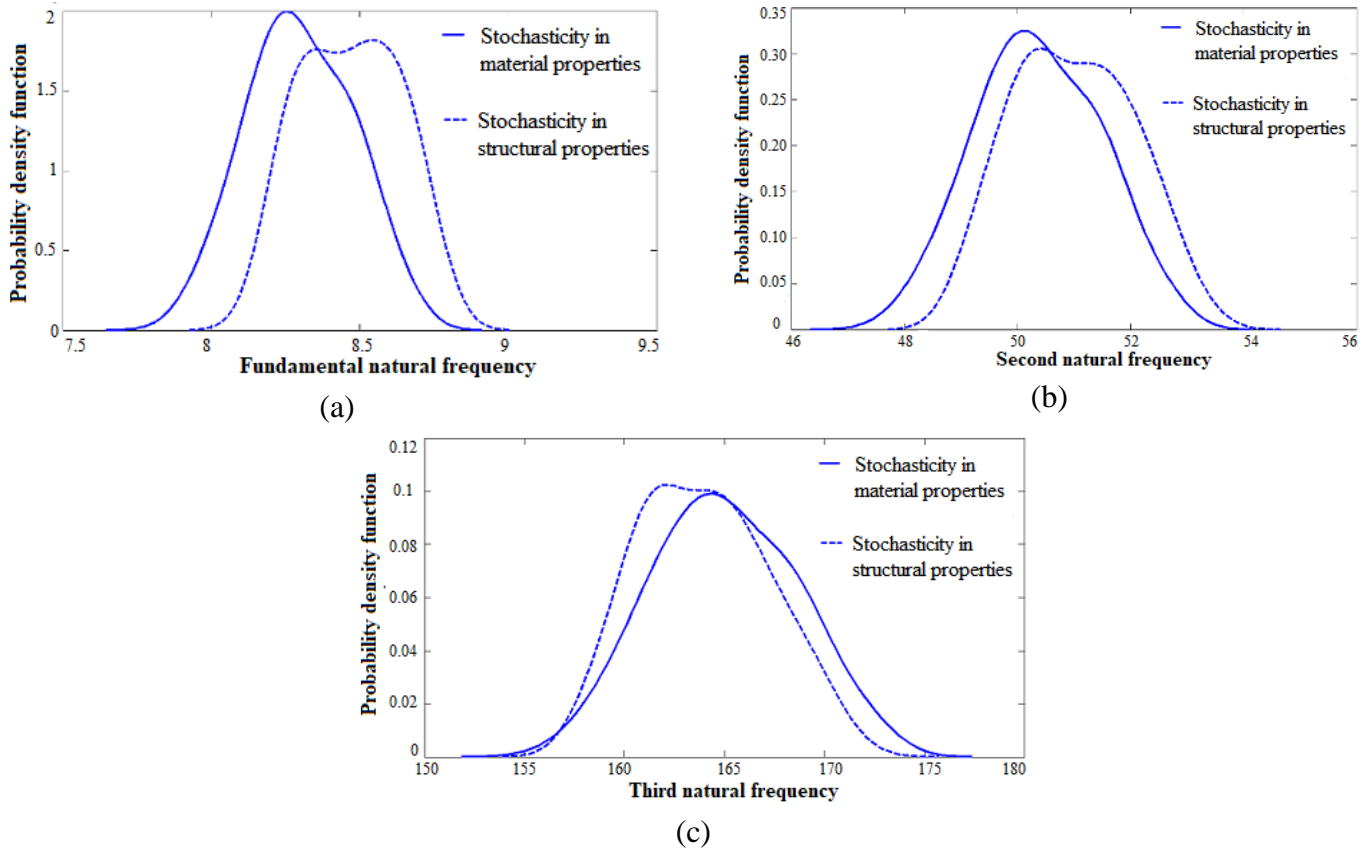 2
1.5
1
0.5
0
Probability density function
Stochasticity in
material properties
Stochasticity in
structural properties
7.5 8 8.5 9 9.5
Fundamental natural frequency
(a)
0.35
0.30
0.25
0.20
0.15
0.10
0.05
0
Probability density function
Stochasticity in
material properties
Stochasticity in
structural properties
46 48 50 52 54 56
Second natural frequency
(b)
0.12
0.1
0.08
0.06
0.04
0.02
0
Probability density function
Stochasticity in
material properties
Stochasticity in
structural properties
150 155 160 165 170 175 180
Third natural frequency
(c)